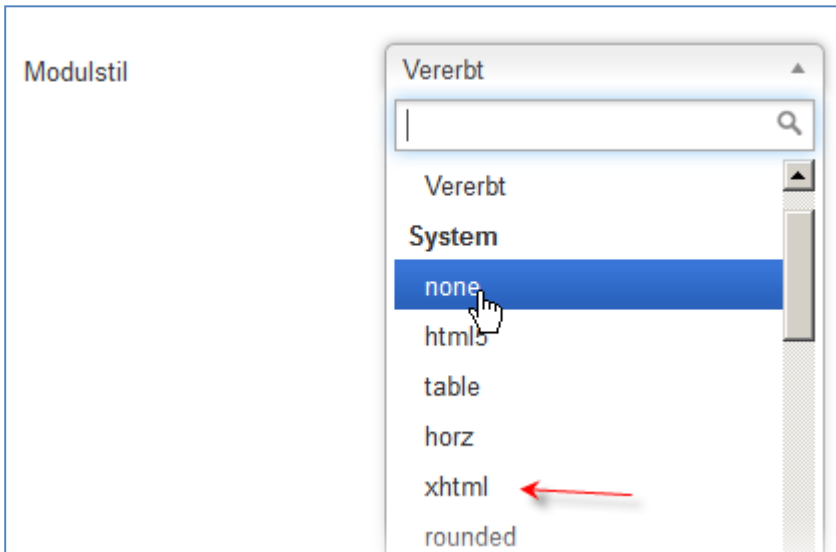 Modulstil
Vererbt
Vererbt
System
none
html5
table
horz
xhtml
rounded